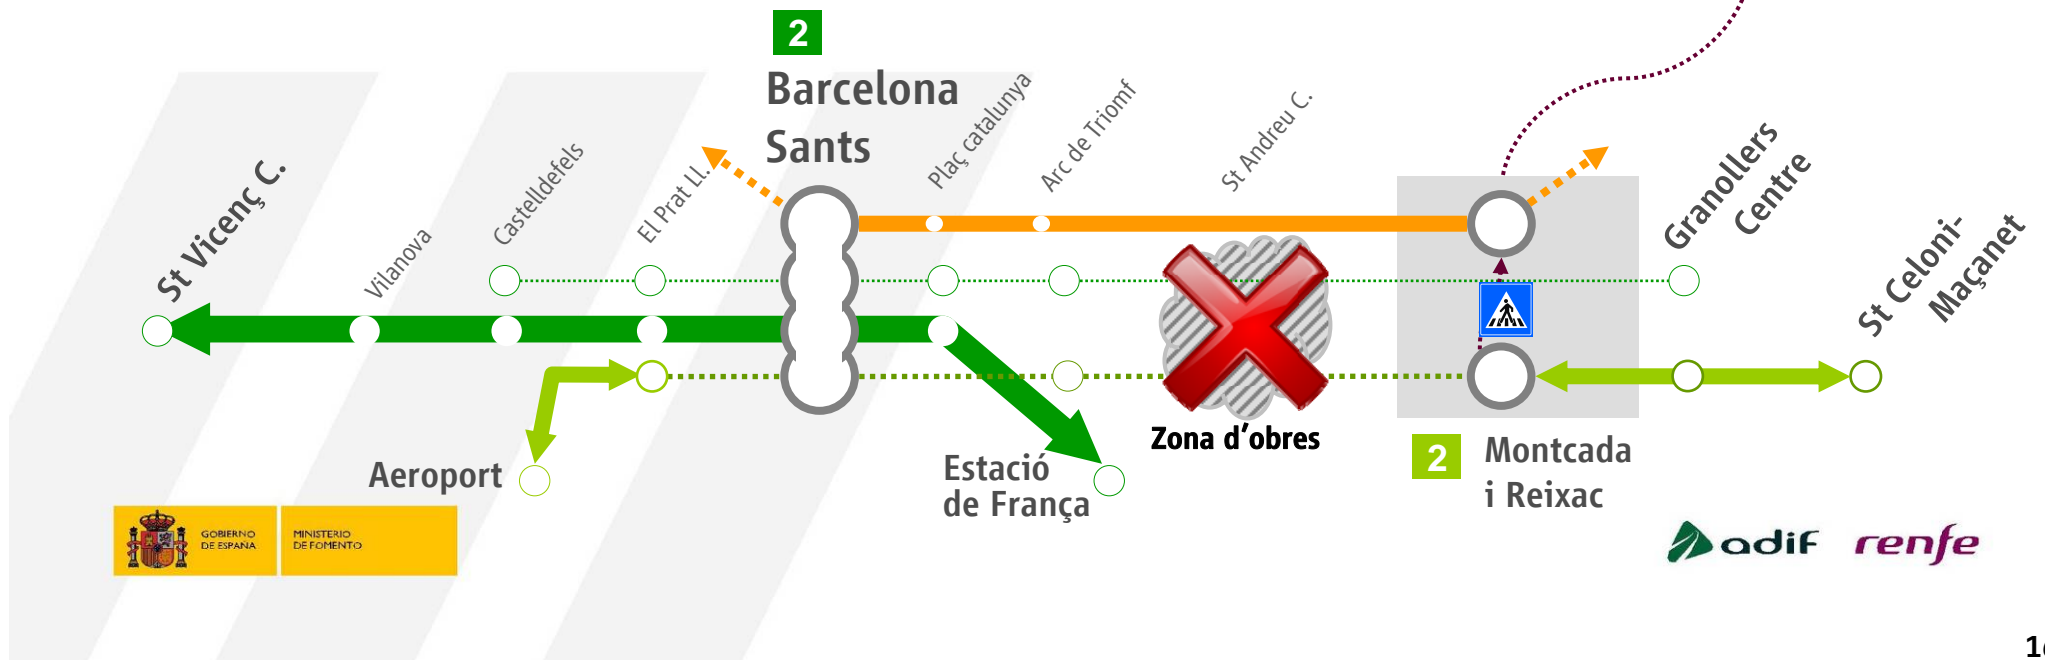 2
Barcelona
Sants
St Vicenç C.
Vilanova
Castelldefels
El Prat Ll.
Plaç catalunya
Arc de Triomf
St Andreu C.
Granollers
Centre
St Celoni-
Maçanet
Zona d'obres
Aeroport
Estació
de França
2
Montcada
i Reixac
GOBIERNO
DE ESPAÑA
MINISTERIO
DE FOMENTO
adif
renfe